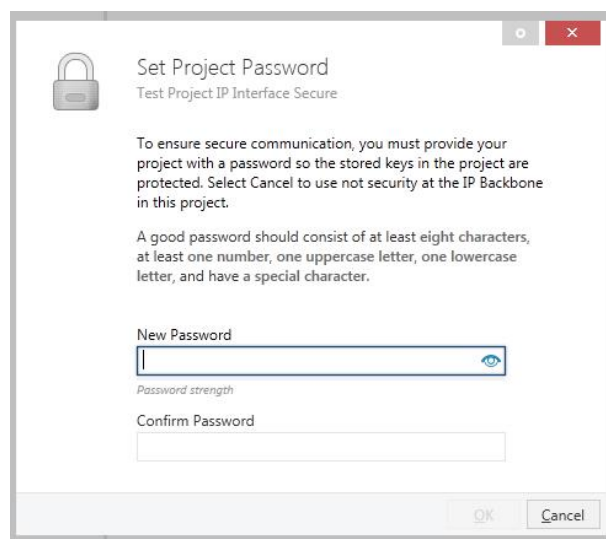 Set Project Password
Test Project IP Interface Secure
To ensure secure communication, you must provide your
project with a password so the stored keys in the project are
protected. Select Cancel to use not security at the IP Backbone
in this project.
A good password should consist of at least eight characters,
at least one number, one uppercase letter, one lowercase
letter, and have a special character.
New Password
Password strength
Confirm Password
OK Cancel